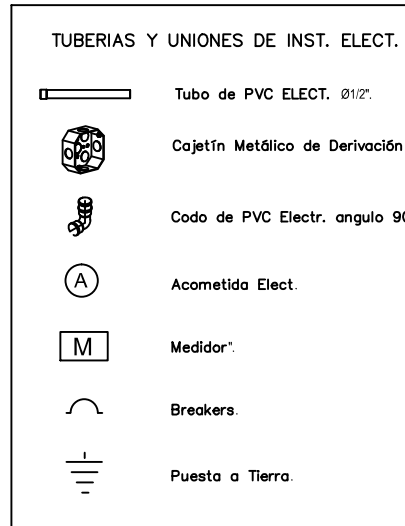 TUBERIAS Y UNIONES DE INST. ELECT.
Tubo de PVC ELECT. Ø1/2".
Cajetín Metálico de Derivación
Codo de PVC Electr. angulo 90
A
Acometida Elect.
M
Medidor".
Breakers.
Puesta a Tierra.